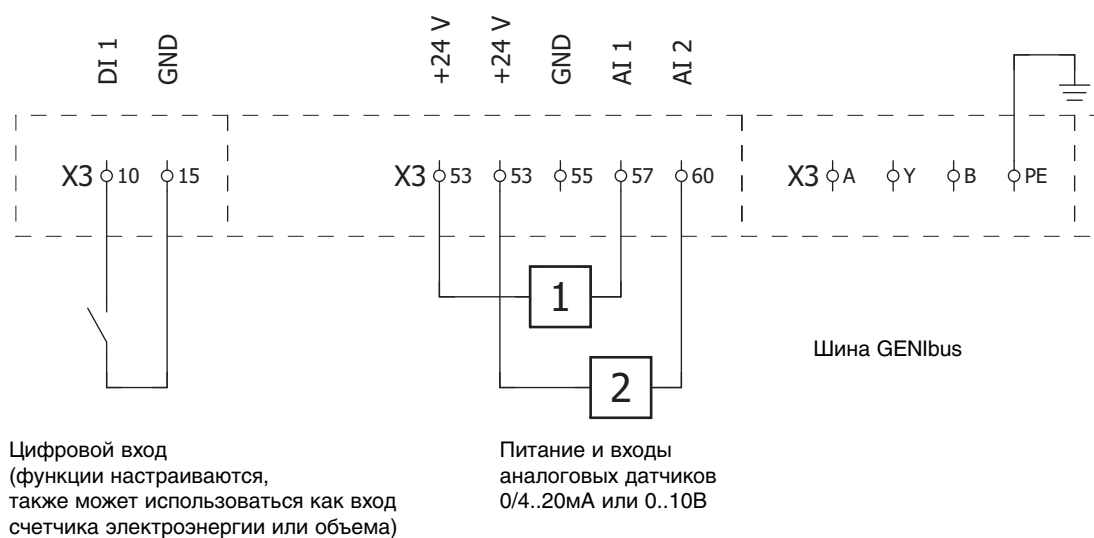 DI 1 GND +24 V +24 V GND AI 1 AI 2
X3 10 15 X3 53 53 55 57 60 X3 A Y B PE
1
2
Шина GENIbus
Цифровой вход
(функции настраиваются,
также может использоваться как вход
счетчика электроэнергии или объема)
Питание и входы
аналоговых датчиков
0/4..20мА или 0..10В